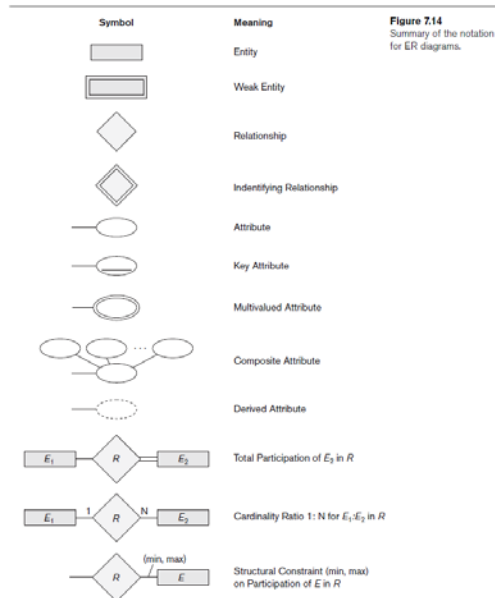 Symbol Meaning
Figure 7.14
Summary of the notation
for ER diagrams.
Entity
Weak Entity
Relationship
Indentifying Relationship
Attribute
Key Attribute
Multivalued Attribute
...
Composite Attribute
Derived Attribute
E₁ R E₂ Total Participation of E₂ in R
E₁ 1 R N E₂ Cardinality Ratio 1: N for E₁:E₂ in R
(min, max)
R E Structural Constraint (min, max)
on Participation of E in R